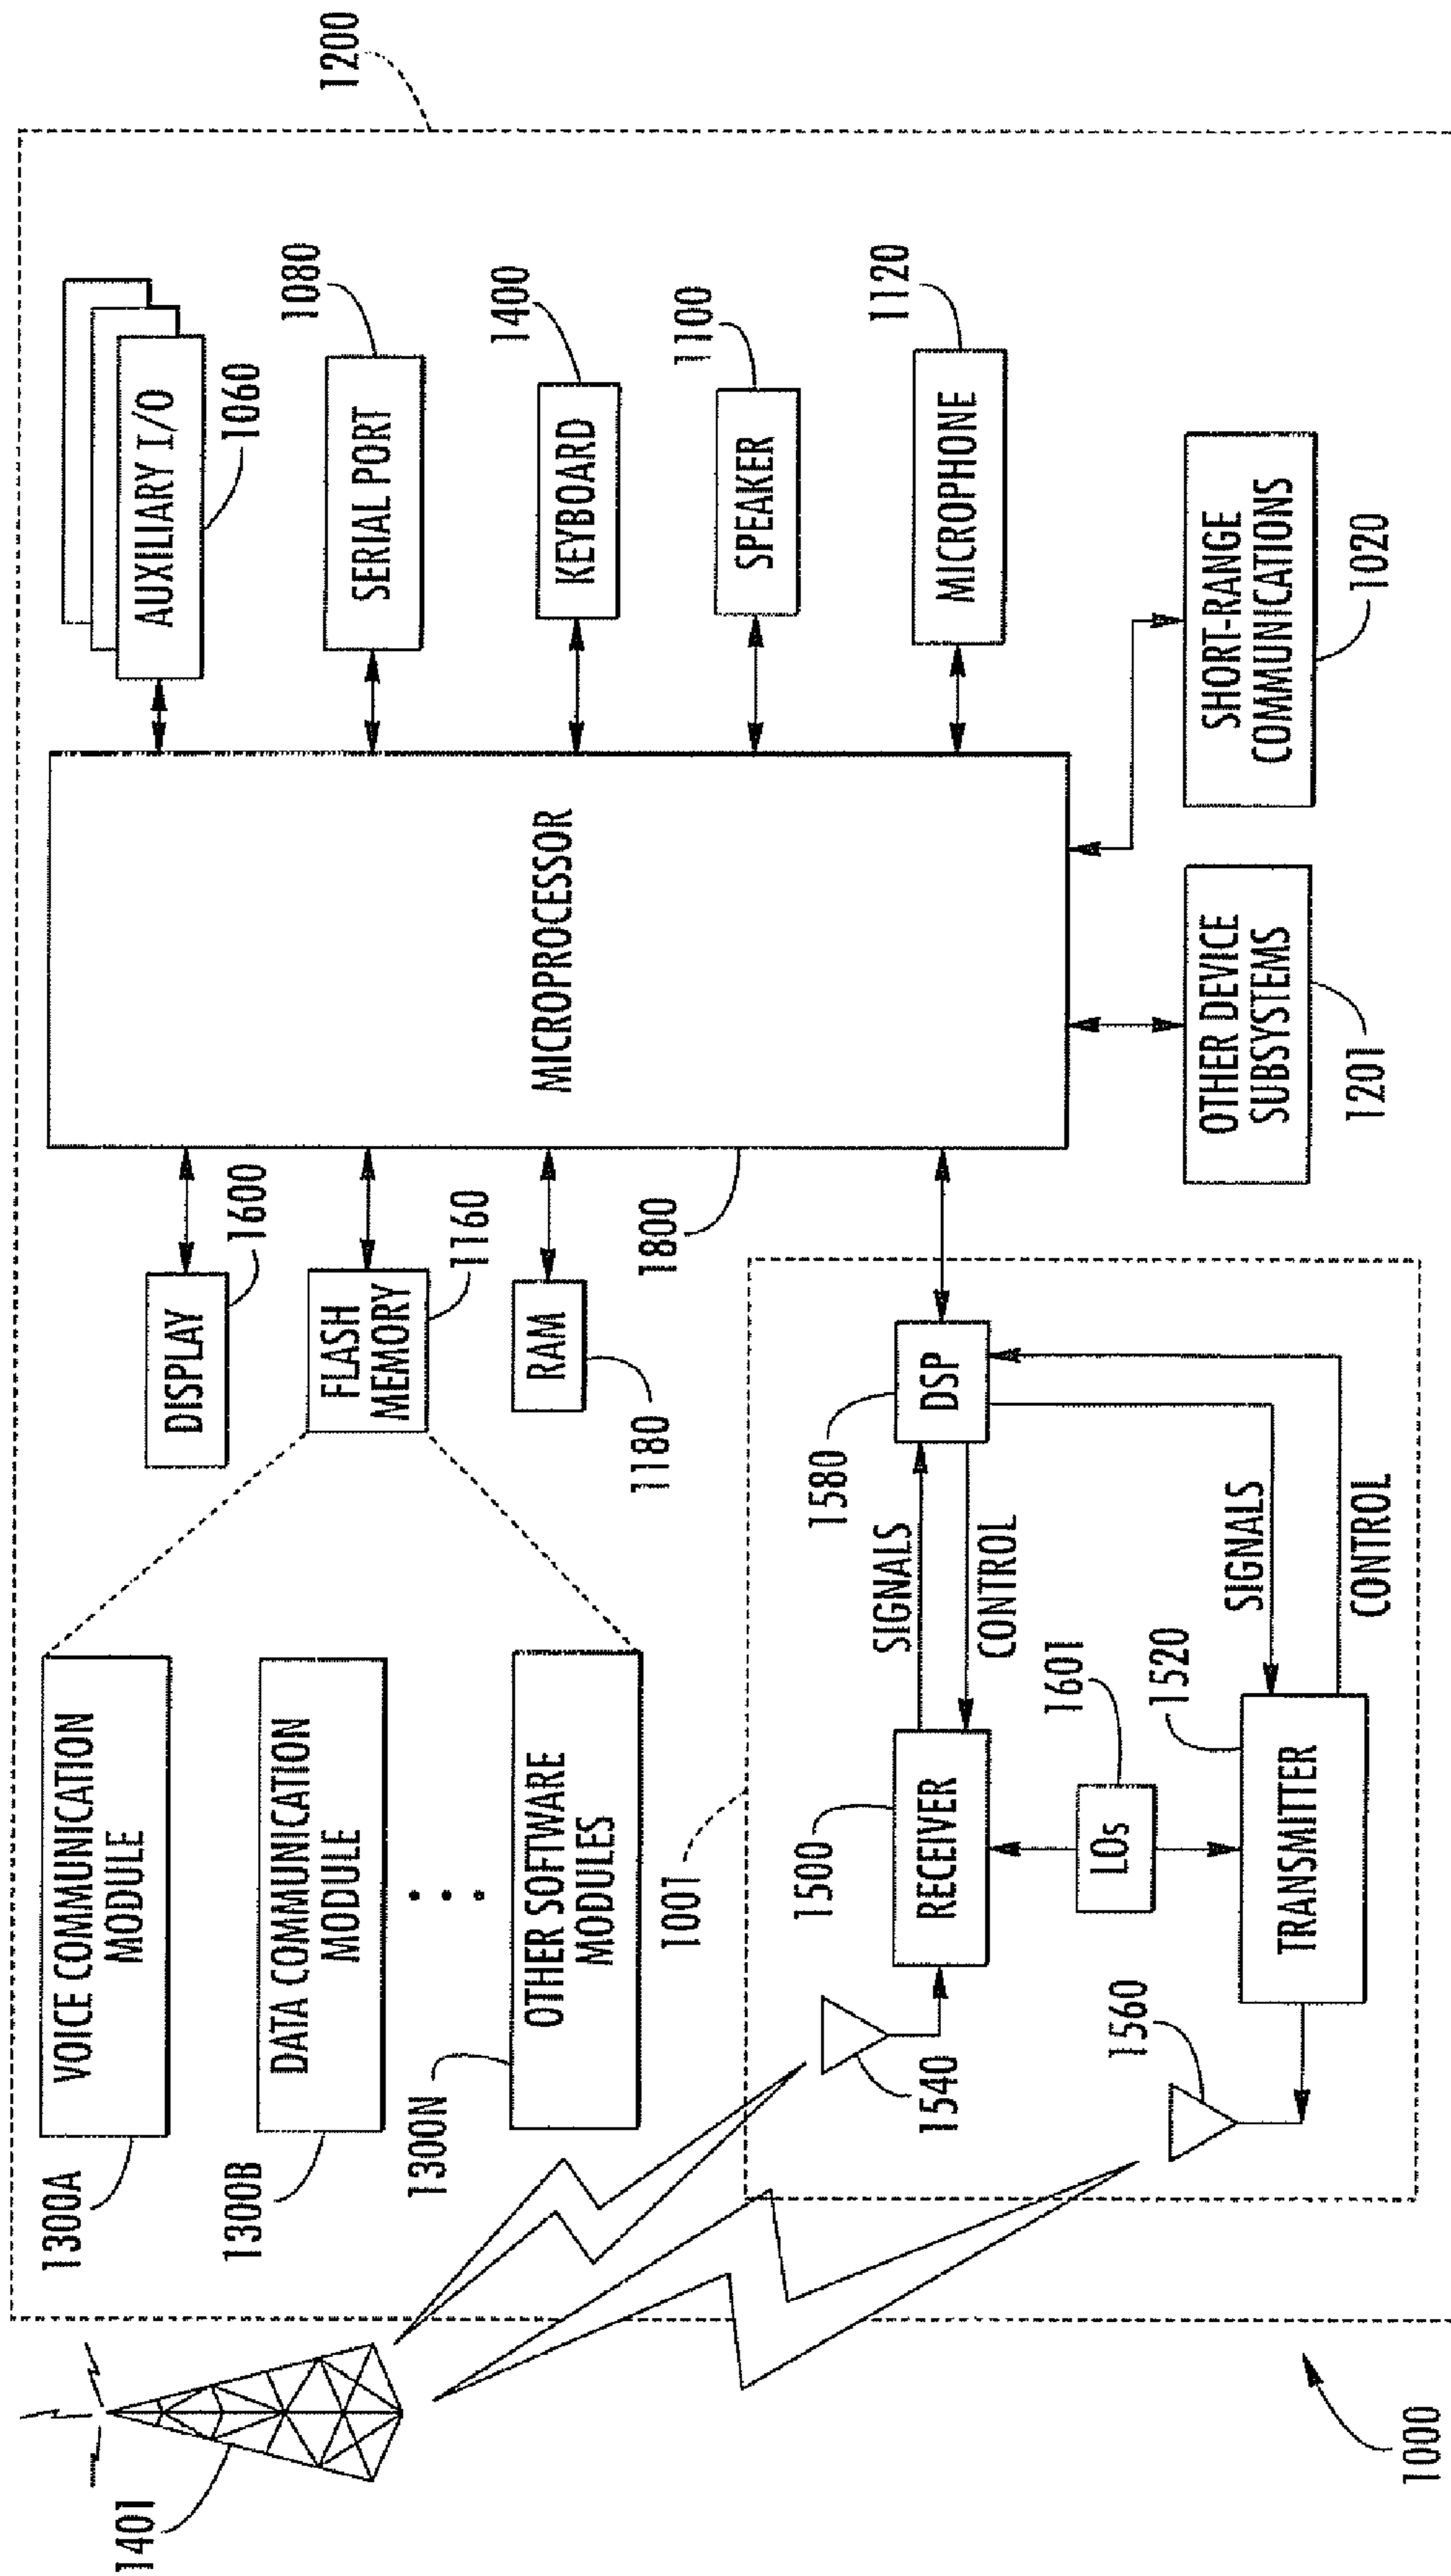 1200
AUXILIARY I/O
1060
SERIAL PORT
1080
KEYBOARD
1400
SPEAKER
1100
MICROPHONE
1120
SHORT-RANGE
COMMUNICATIONS
1020
MICROPROCESSOR
1800
OTHER DEVICE
SUBSYSTEMS
1201
DISPLAY
1600
FLASH
MEMORY
1160
RAM
1180
VOICE COMMUNICATION
MODULE
1300A
DATA COMMUNICATION
MODULE
1300B
OTHER SOFTWARE
MODULES
1300N
1001
DSP
1580
SIGNALS
CONTROL
SIGNALS
CONTROL
RECEIVER
1500
LOs
1601
TRANSMITTER
1520
1540
1560
1401
1000